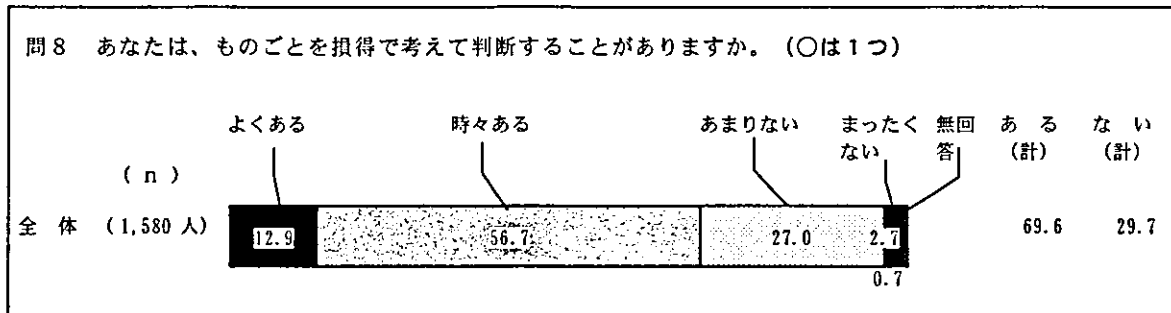 問8 あなたは、ものごとを損得で考えて判断することがありますか。(○は1つ)
よくある 時々ある あまりない まったく 無回 ある ない
ない 答 (計) (計)
(n)
全体 (1,580人) 12.9 56.7 27.0 2.7 69.6 29.7
0.7